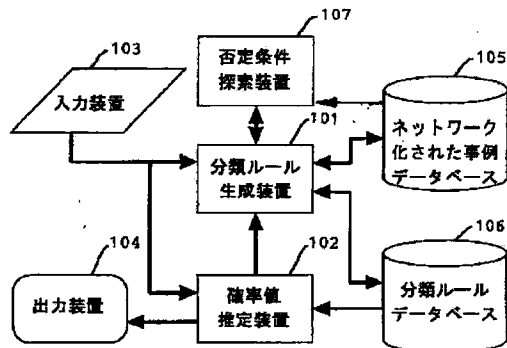 107
103
否定条件
探索装置
105
入力装置
101
ネットワーク
化された事例
データベース
分類ルール
生成装置
104
102
106
出力装置
確率値
推定装置
分類ルール
データベース